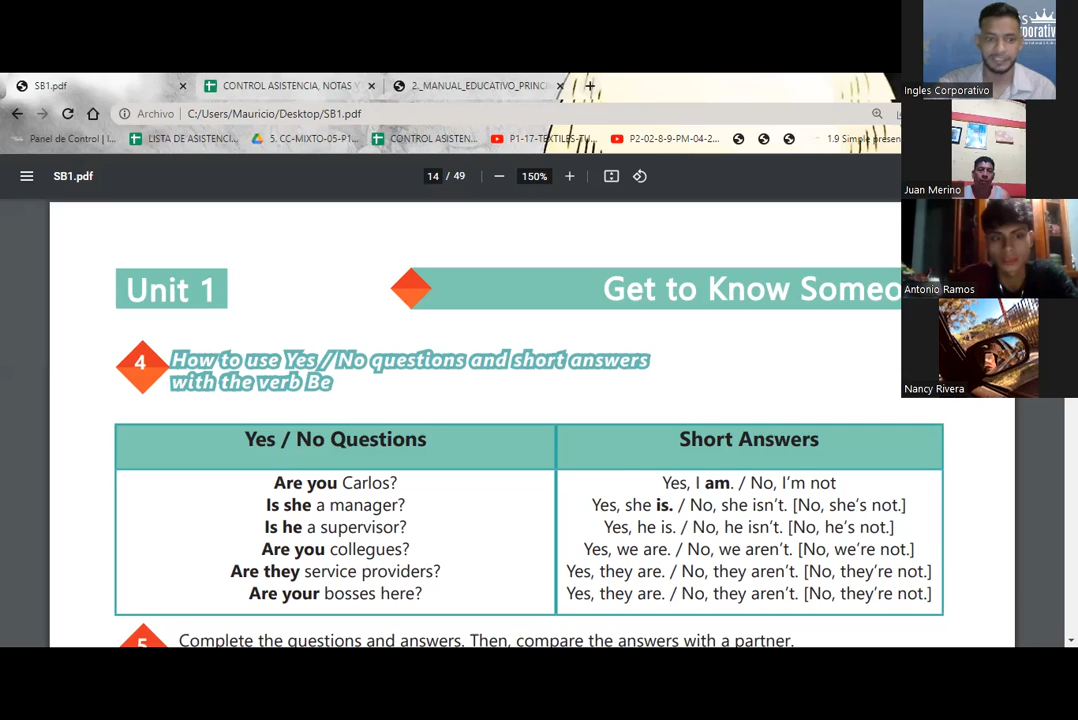 SB1.pdf
CONTROL ASISTENCIA, NOTAS Y
2._MANUAL_EDUCATIVO_PRINCI
Archivo
C:/Users/Mauricio/Desktop/SB1.pdf
Panel de Control | I...
LISTA DE ASISTENCI...
5. CC-MIXTO-05-P1...
CONTROL ASISTEN...
P1-17-TEXTILES-TV...
P2-02-8-9-PM-04-2...
1.9 Simple presen
SB1.pdf
14 / 49
150%
Unit 1
Get to Know Someo
4
How to use Yes / No questions and short answers
with the verb Be
Yes / No Questions
Short Answers
Are you Carlos?
Yes, I am. / No, I'm not
Is she a manager?
Yes, she is. / No, she isn't. [No, she's not.]
Is he a supervisor?
Yes, he is. / No, he isn't. [No, he's not.]
Are you collegues?
Yes, we are. / No, we aren't. [No, we're not.]
Are they service providers?
Yes, they are. / No, they aren't. [No, they're not.]
Are your bosses here?
Yes, they are. / No, they aren't. [No, they're not.]
5
Complete the questions and answers. Then, compare the answers with a partner.
Ingles Corporativo
Juan Merino
Antonio Ramos
Nancy Rivera